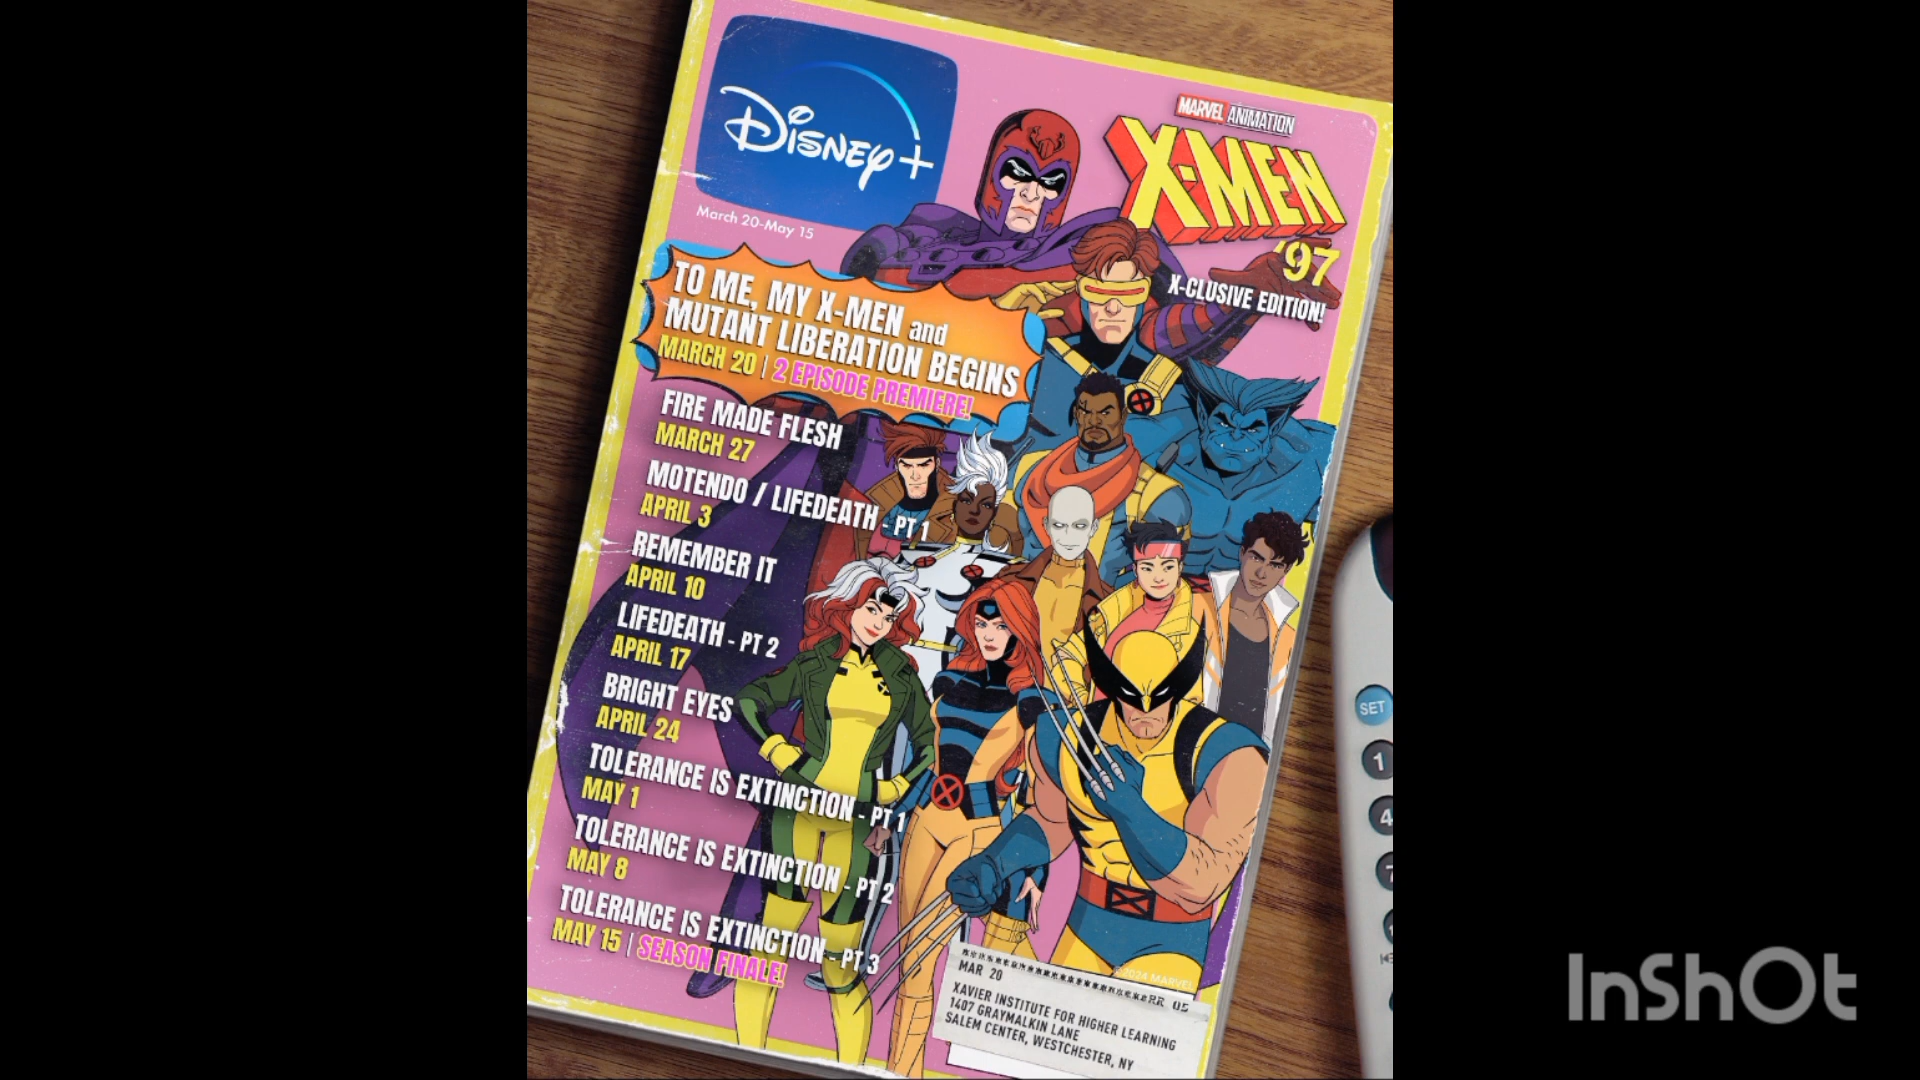 DISNEY+
March 20-May 15
MARVEL ANIMATION
X-MEN
'97
X-CLUSIVE EDITION!
TO ME, MY X-MEN and
MUTANT LIBERATION BEGINS
MARCH 20 | 2 EPISODE PREMIERE!
FIRE MADE FLESH
MARCH 27
MOTENDO / LIFEDEATH - PT 1
APRIL 3
REMEMBER IT
APRIL 10
LIFEDEATH - PT 2
APRIL 17
BRIGHT EYES
APRIL 24
TOLERANCE IS EXTINCTION - PT 1
MAY 1
TOLERANCE IS EXTINCTION - PT 2
MAY 8
TOLERANCE IS EXTINCTION - PT 3
MAY 15 | SEASON FINALE!
©2024 MARVEL
MAR 20
XAVIER INSTITUTE FOR HIGHER LEARNING
1407 GRAYMALKIN LANE
SALEM CENTER, WESTCHESTER, NY
SET
1
4
7
InShOt